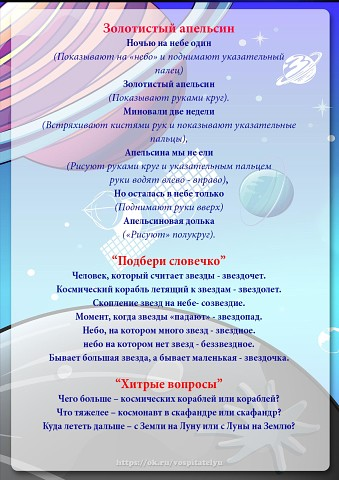 Золотистый апельсин
Ночью на небе один
(Показывают на «небо» и поднимают указательный
палец)
Золотистый апельсин
(Показывают руками круг).
Миновали две недели
(Встряхивают кистями рук и показывают указательные
пальцы),
Апельсина мы не ели
(Рисуют руками круг и указательным пальцем
руки водят влево - вправо),
Но осталась в небе только
(Поднимают руки вверх)
Апельсиновая долька
(«Рисуют» полукруг).
“Подбери словечко”
Человек, который считает звезды - звездочет.
Космический корабль летящий к звездам - звездолет.
Скопление звезд на небе- созвездие.
Момент, когда звезды «падают» - звездопад.
Небо, на котором много звезд - звездное.
небо на котором нет звезд - беззвездное.
Бывает большая звезда, а бывает маленькая - звездочка.
“Хитрые вопросы”
Чего больше – космических кораблей или кораблей?
Что тяжелее – космонавт в скафандре или скафандр?
Куда лететь дальше – с Земли на Луну или с Луны на Землю?
https://ok.ru/vospitatelyu